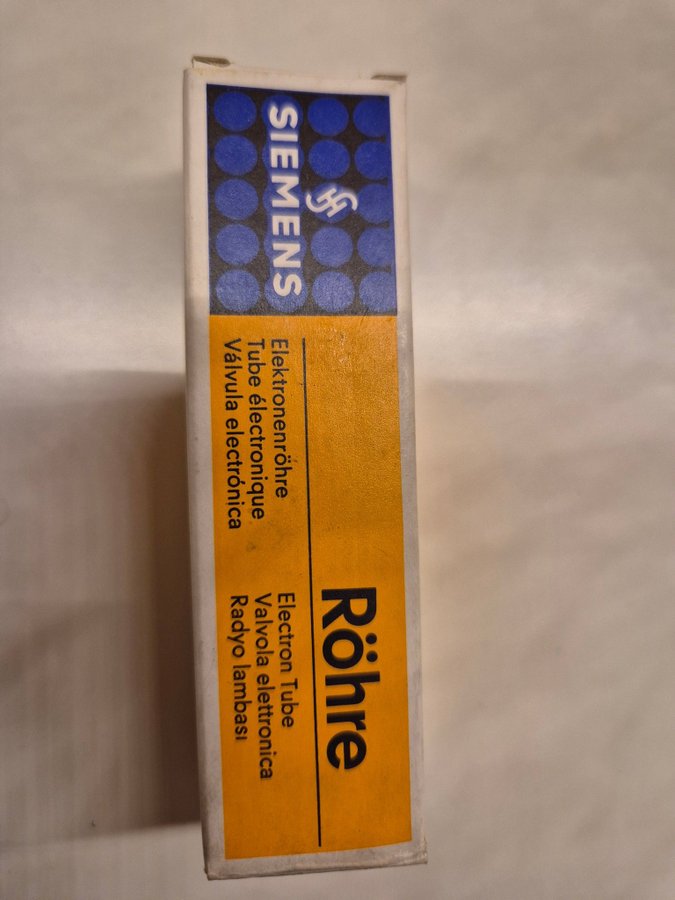 SIEMENS
Röhre
Elektronenröhre
Tube électronique
Válvula electrónica
Electron Tube
Valvola elettronica
Radyo lambası